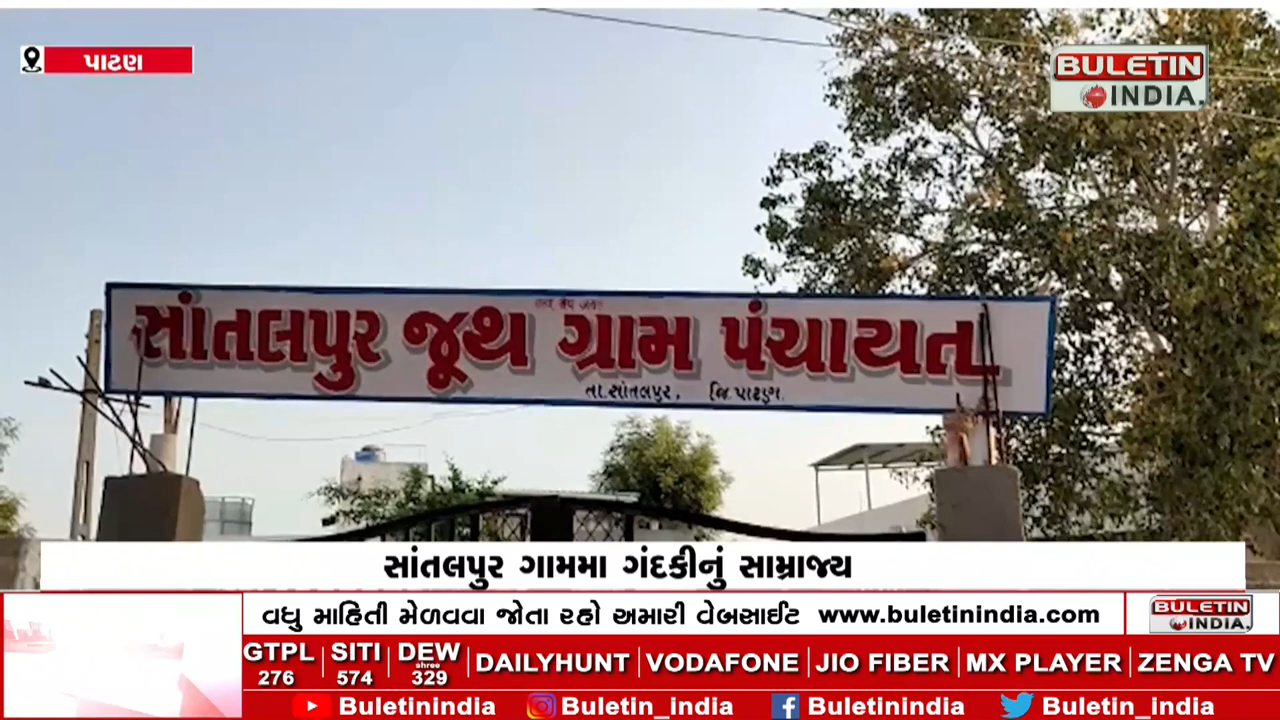 પાટણ
BULETIN
INDIA.
સાંતલપુર જૂથ ગ્રામ પંચાયત
તા.સાંતલપુર, જિ.પાટણ.
સાંતલપુર ગામમા ગંદકીનું સામ્રાજ્ય
વધુ માહિતી મેળવવા જોતા રહો અમારી વેબસાઈટ www.buletinindia.com
BULETIN
INDIA.
GTPL 276 SITI 574 DEW shree 329 DAILYHUNT VODAFONE JIO FIBER MX PLAYER ZENGA TV
Buletinindia Buletin_india Buletinindia Buletin_india